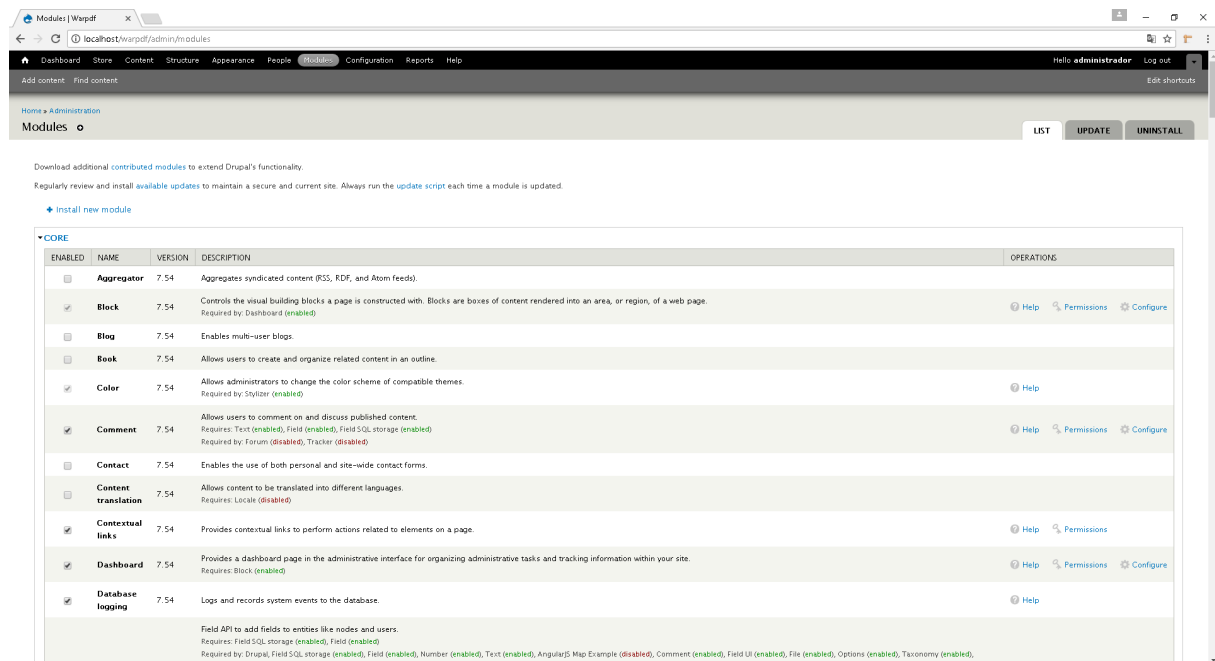 Modules | Warpdf
localhost/warpdf/admin/modules
Dashboard Store Content Structure Appearance People Modules Configuration Reports Help Hello administrador Log out
Add content Find content Edit shortcuts
Home » Administration
Modules
LIST UPDATE UNINSTALL
Download additional contributed modules to extend Drupal's functionality.
Regularly review and install available updates to maintain a secure and current site. Always run the update script each time a module is updated.
+ Install new module
CORE
ENABLED NAME VERSION DESCRIPTION OPERATIONS
Aggregator 7.54 Aggregates syndicated content (RSS, RDF, and Atom feeds).
Block 7.54 Controls the visual building blocks a page is constructed with. Blocks are boxes of content rendered into an area, or region, of a web page.
Required by: Dashboard (enabled)
Help Permissions Configure
Blog 7.54 Enables multi-user blogs.
Book 7.54 Allows users to create and organize related content in an outline.
Color 7.54 Allows administrators to change the color scheme of compatible themes.
Required by: Stylizer (enabled)
Help
Comment 7.54 Allows users to comment on and discuss published content.
Requires: Text (enabled), Field (enabled), Field SQL storage (enabled)
Required by: Forum (disabled), Tracker (disabled)
Help Permissions Configure
Contact 7.54 Enables the use of both personal and site-wide contact forms.
Content translation 7.54 Allows content to be translated into different languages.
Requires: Locale (disabled)
Contextual links 7.54 Provides contextual links to perform actions related to elements on a page.
Help Permissions
Dashboard 7.54 Provides a dashboard page in the administrative interface for organizing administrative tasks and tracking information within your site.
Requires: Block (enabled)
Help Permissions Configure
Database logging 7.54 Logs and records system events to the database.
Help
Field API to add fields to entities like nodes and users.
Requires: Field SQL storage (enabled), Field (enabled)
Required by: Drupal, Field SQL storage (enabled), Field (enabled), Number (enabled), Text (enabled), AngularJS Map Example (disabled), Comment (enabled), Field UI (enabled), File (enabled), Options (enabled), Taxonomy (enabled),